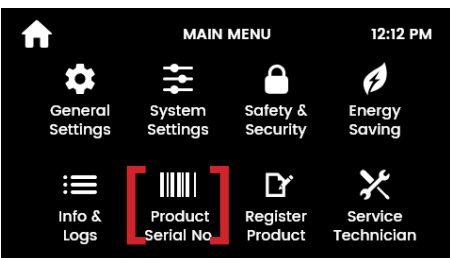 MAIN MENU
12:12 PM
General
Settings
System
Settings
Safety &
Security
Energy
Saving
Info &
Logs
Product
Serial No
Register
Product
Service
Technician